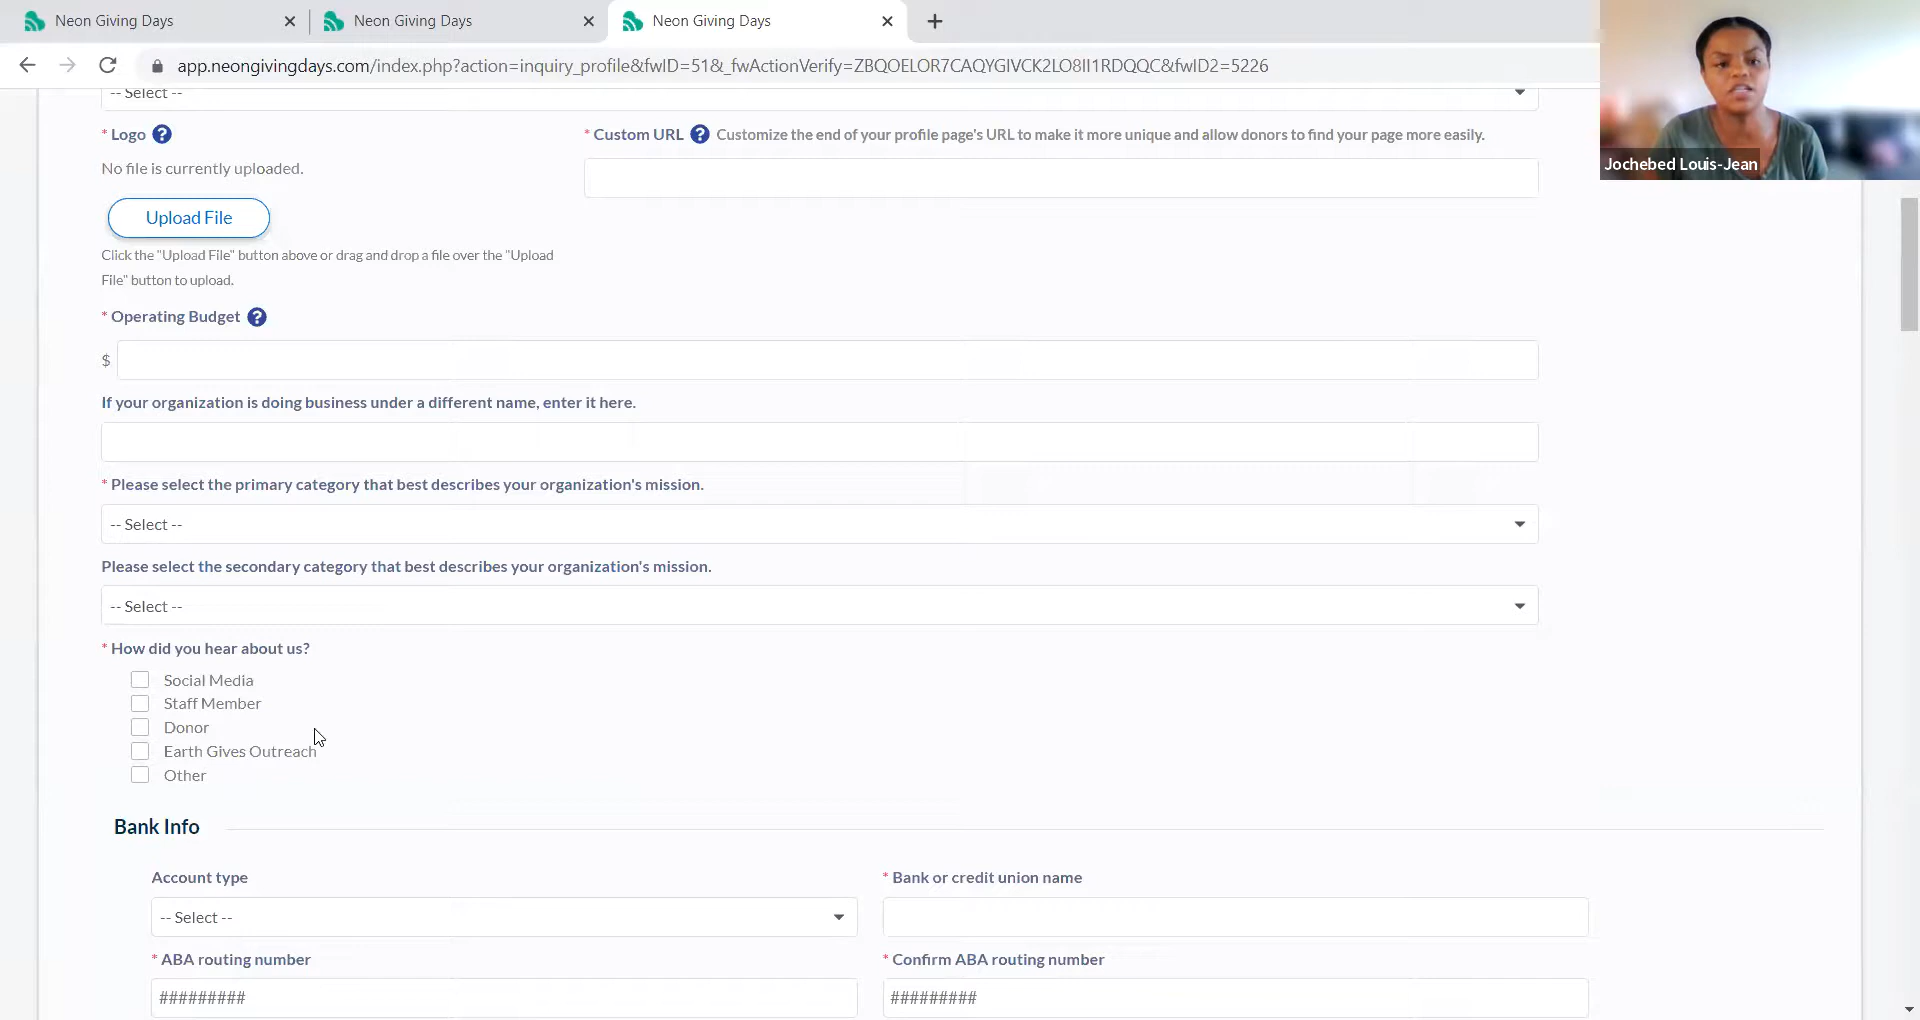 Neon Giving Days
Neon Giving Days
Neon Giving Days
app.neongivingdays.com/index.php?action=inquiry_profile&fwID=51&_fwActionVerify=ZBQOELOR7CAQYGIVCK2LO8II1RDQQC&fwID2=5226
Jochebed Louis-Jean
-- Select --
* Logo ?
* Custom URL ? Customize the end of your profile page's URL to make it more unique and allow donors to find your page more easily.
No file is currently uploaded.
Upload File
Click the "Upload File" button above or drag and drop a file over the "Upload
File" button to upload.
* Operating Budget ?
$
If your organization is doing business under a different name, enter it here.
* Please select the primary category that best describes your organization's mission.
-- Select --
Please select the secondary category that best describes your organization's mission.
-- Select --
* How did you hear about us?
Social Media
Staff Member
Donor
Earth Gives Outreach
Other
Bank Info
Account type
* Bank or credit union name
-- Select --
* ABA routing number
* Confirm ABA routing number
#########
#########